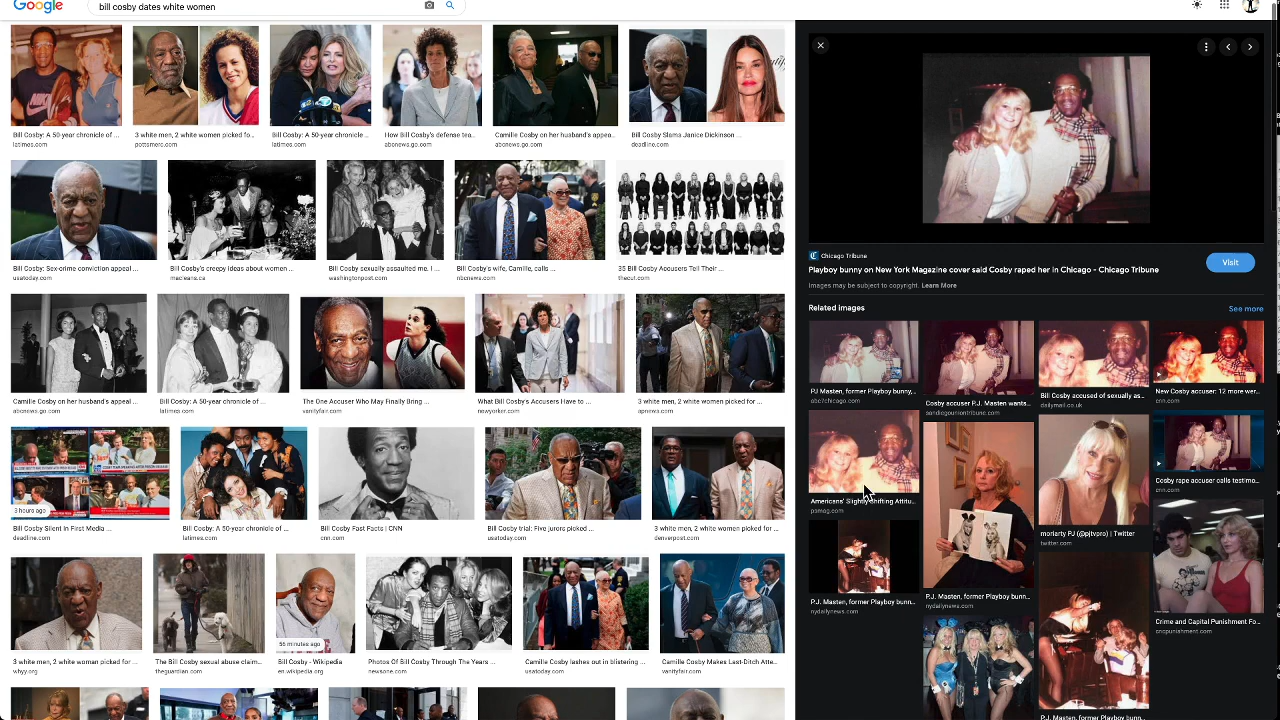 Google
bill cosby dates white women
Bill Cosby: A 50-year chronicle of ...
latimes.com
3 white men, 2 white women picked fo...
pottsmerc.com
Bill Cosby: A 50-year chronicle ...
latimes.com
How Bill Cosby's defense tea...
abcnews.go.com
Camille Cosby on her husband's appea...
abcnews.go.com
Bill Cosby Slams Janice Dickinson ...
deadline.com
Bill Cosby: Sex-crime conviction appeal ...
usatoday.com
Bill Cosby's creepy ideas about women ...
macleans.ca
Bill Cosby sexually assaulted me. I ...
washingtonpost.com
Bill Cosby's wife, Camille, calls ...
nbcnews.com
35 Bill Cosby Accusers Tell Their ...
thecut.com
Camille Cosby on her husband's appeal ...
abcnews.go.com
Bill Cosby: A 50-year chronicle of ...
latimes.com
The One Accuser Who May Finally Bring ...
vanityfair.com
What Bill Cosby's Accusers Have to ...
newyorker.com
3 white men, 2 white women picked for ...
apnews.com
3 hours ago
Bill Cosby Silent In First Media ...
deadline.com
Bill Cosby: A 50-year chronicle of ...
latimes.com
Bill Cosby Fast Facts | CNN
cnn.com
Bill Cosby trial: Five jurors picked ...
usatoday.com
3 white men, 2 white women picked for ...
denverpost.com
3 white men, 2 white woman picked for ...
whyy.org
The Bill Cosby sexual abuse claim...
theguardian.com
56 minutes ago
Bill Cosby - Wikipedia
en.wikipedia.org
Photos Of Bill Cosby Through The Years ...
newsone.com
Camille Cosby lashes out in blistering ...
usatoday.com
Camille Cosby Makes Last-Ditch Atte...
vanityfair.com
Chicago Tribune
Playboy bunny on New York Magazine cover said Cosby raped her in Chicago - Chicago Tribune
Visit
Images may be subject to copyright. Learn More
Related images
See more
PJ Masten, former Playboy bunny, ...
abc7chicago.com
Cosby accuser P.J. Masten wants...
sandiegouniontribune.com
Bill Cosby accused of sexually as...
dailymail.co.uk
New Cosby accuser: 12 more wer...
cnn.com
Americans' Slightly Shifting Attitu...
psmag.com
P.J. Masten, former Playboy bunn...
nydailynews.com
moriarty PJ (@pjtvpro) | Twitter
twitter.com
Cosby rape accuser calls testimo...
cnn.com
P.J. Masten, former Playboy bunn...
nydailynews.com
Crime and Capital Punishment Fo...
cncpunishment.com
P.J. Masten, former Playboy bunn...